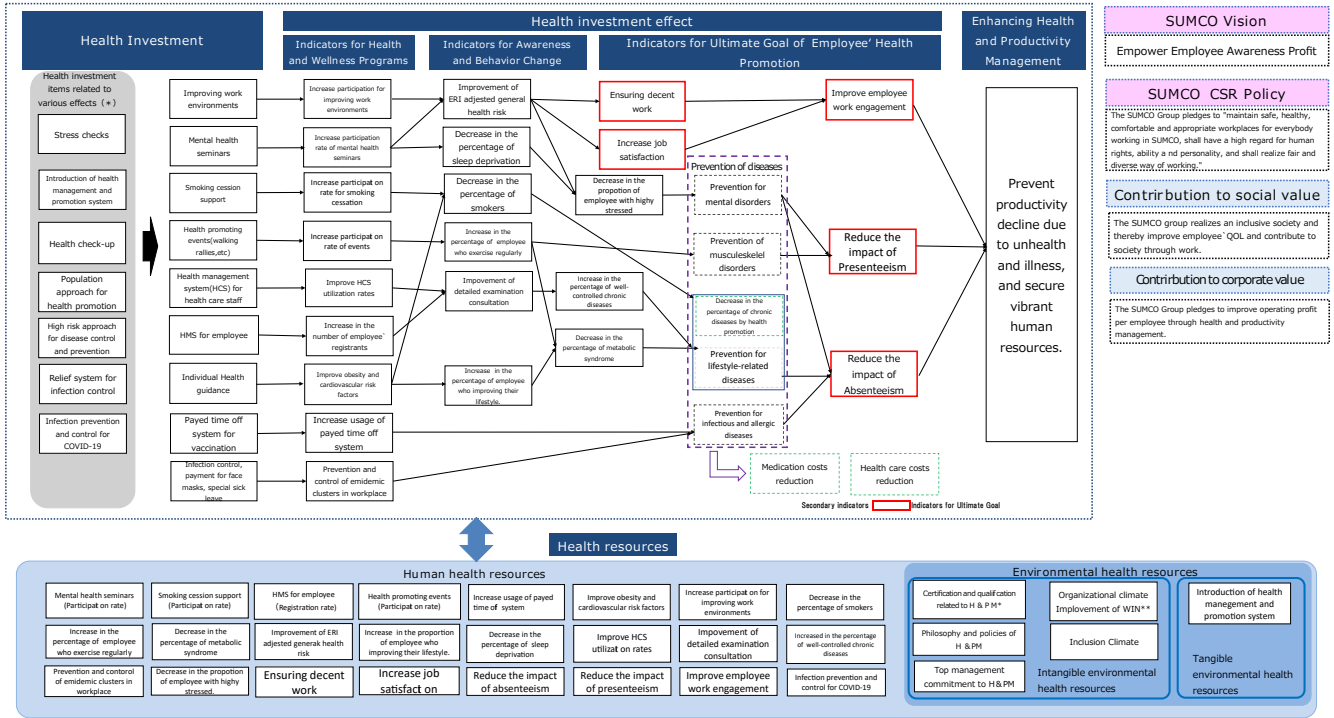 Health Investment
Health investment effect
Indicators for Health
and Wellness Programs
Indicators for Awareness
and Behavior Change
Indicators for Ultimate Goal of Employee' Health
Promotion
Enhancing Health
and Productivity
Management
Health investment
items related to
various effects (*)
Stress checks
Introduction of health
management and
promotion system
Health check-up
Population
approach for
health promotion
High risk approach
for disease control
and prevention
Relief system for
infection control
Infection prevention
and control for
COVID-19
Improving work
environments
Mental health
seminars
Smoking cession
support
Health promoting
events(walking
rallies,etc)
Health management
system(HCS) for
health care staff
HMS for employee
Individual Health
guidance
Payed time off
system for
vaccination
Infection control,
payment for face
masks, special sick
leave
Increase participation for
improving work
environments
Increase participation
rate of mental health
seminars
Increase participat on
rate for smoking
cessation
Increase participat on
rate of events
Improve HCS
utilization rates
Increase in the
number of employee`
registrants
Improve obesity and
cardiovascular risk
factors
Increase usage of
payed time off
system
Prevention and
control of emidemic
clusters in workplace
Improvement of
ERI adjested general
health risk
Decrease in the
percentage of
sleep deprivation
Decrease in the
percentage of
smokers
Increase in the
percentage of employee
who exercise regularly
Impovement of
detailed examination
consultation
Increase in the
percentage of employee
who improving their
lifestyle.
Decrease in the
propotion of
employee with highly
stressed
Increase in the
percentage of well-
controlled chronic
diseases
Decrease in the
percentage of metabolic
syndrome
Ensuring decent
work
Increase job
satisfaction
Prevention of diseases
Prevention for
mental disorders
Prevention of
musculeskelel
disorders
Decrease in the
percentage of chronic
diseases by health
promotion
Prevention for
lifestyle-related
diseases
Prevention for
infectious and allergic
diseases
Medication costs
reduction
Health care costs
reduction
Improve employee
work engagement
Reduce the
impact of
Presenteeism
Reduce the
impact of
Absenteeism
Prevent
productivity
decline due
to unhealth
and illness,
and secure
vibrant
human
resources.
Secondary indicators
Indicators for Ultimate Goal
SUMCO Vision
Empower Employee Awareness Profit
SUMCO CSR Policy
The SUMCO Group pledges to "maintain safe, healthy,
comfortable and appropriate workplaces for everybody
working in SUMCO, shall have a high regard for human
rights, ability a nd personality, and shall realize fair and
diverse way of working."
Contribution to social value
The SUMCO group realizes an inclusive society and
thereby improve employee`QOL and contribute to
society through work.
Contrribution to corporate value
The SUMCO Group pledges to improve operating profit
per employee through health and productivity
management.
Health resources
Human health resources
Mental health seminars
(Participat on rate)
Smoking cession support
(Participat on rate)
HMS for employee
(Registration rate)
Health promoting events
(Participat on rate)
Increase usage of payed
time of system
Improve obesity and
cardiovascular risk factors
Increase participat on for
improving work
environments
Decrease in the
percentage of smokers
Increase in the
percentage of employee
who exercise regularly
Decrease in the
percentage of metabolic
syndrome
Improvement of ERI
adjested generak health
risk
Increase in the proportion
of employee who
improving their lifestyle.
Decrease in the
percentage of sleep
deprivation
Improve HCS
utilizat on rates
Impovement of
detailed examination
consultation
Increased in the percentage
of well-controlled chronic
diseases
Prevention and contorol
of emidemic clusters in
workplace
Decrease in the propotion
of employee with highy
stressed.
Ensuring decent
work
Increase job
satisfact on
Reduce the impact
of absenteeism
Reduce the impact
of presenteeism
Improve employee
work engagement
Infection prevention and
control for COVID-19
Environmental health resources
Certification and qualification
related to H & P M*
Philosophy and policies of
H &PM
Top management
commitment to H&PM
Organizational climate
Implovement of WIN**
Inclusion Climate
Intangible environmental
health resources
Introduction of health
mangement and
promotion system
Tangible
environmental health
resources